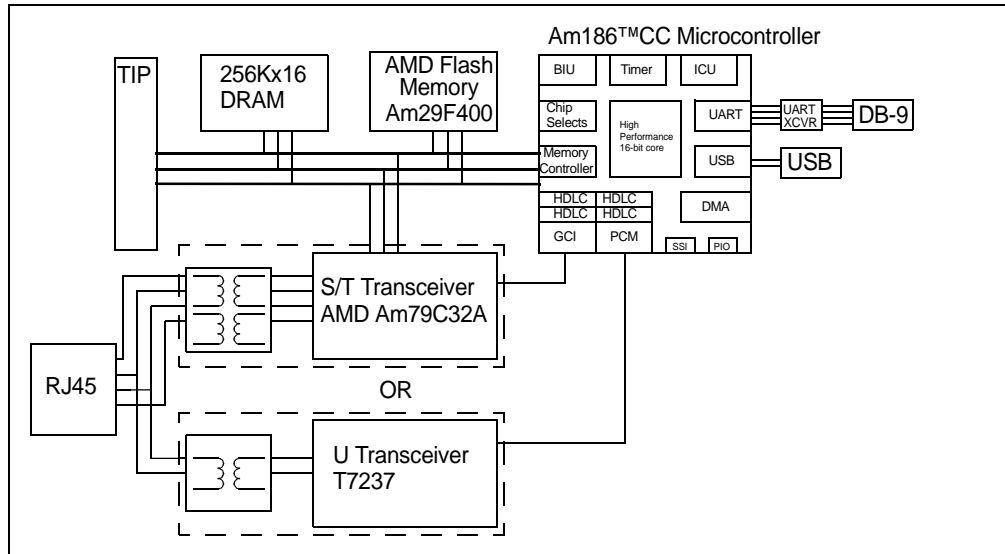 Am186™CC Microcontroller
TIP
256Kx16
DRAM
AMD Flash
Memory
Am29F400
BIU
Timer
ICU
Chip
Selects
High
Performance
16-bit core
UART
UART
XCVR
DB-9
Memory
Controller
USB
USB
HDLC
HDLC
HDLC
HDLC
DMA
GCI
PCM
SSI
PIO
S/T Transceiver
AMD Am79C32A
RJ45
OR
U Transceiver
T7237